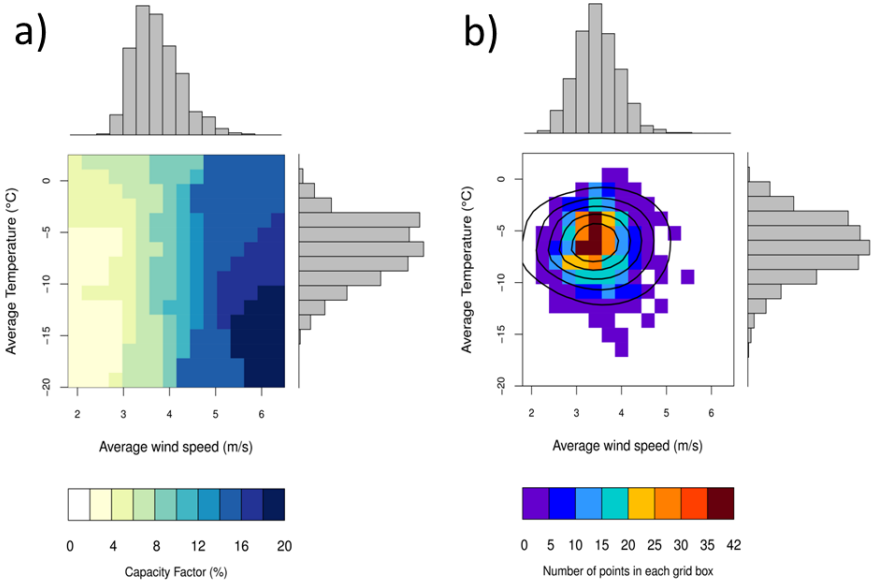 a)
0
-5
-10
-15
-20
Average Temperature (°C)
2 3 4 5 6
Average wind speed (m/s)
0 4 8 12 16 20
Capacity Factor (%)
b)
0
-5
-10
-15
-20
Average Temperature (°C)
2 3 4 5 6
Average wind speed (m/s)
0 5 10 15 20 25 30 35 42
Number of points in each grid box